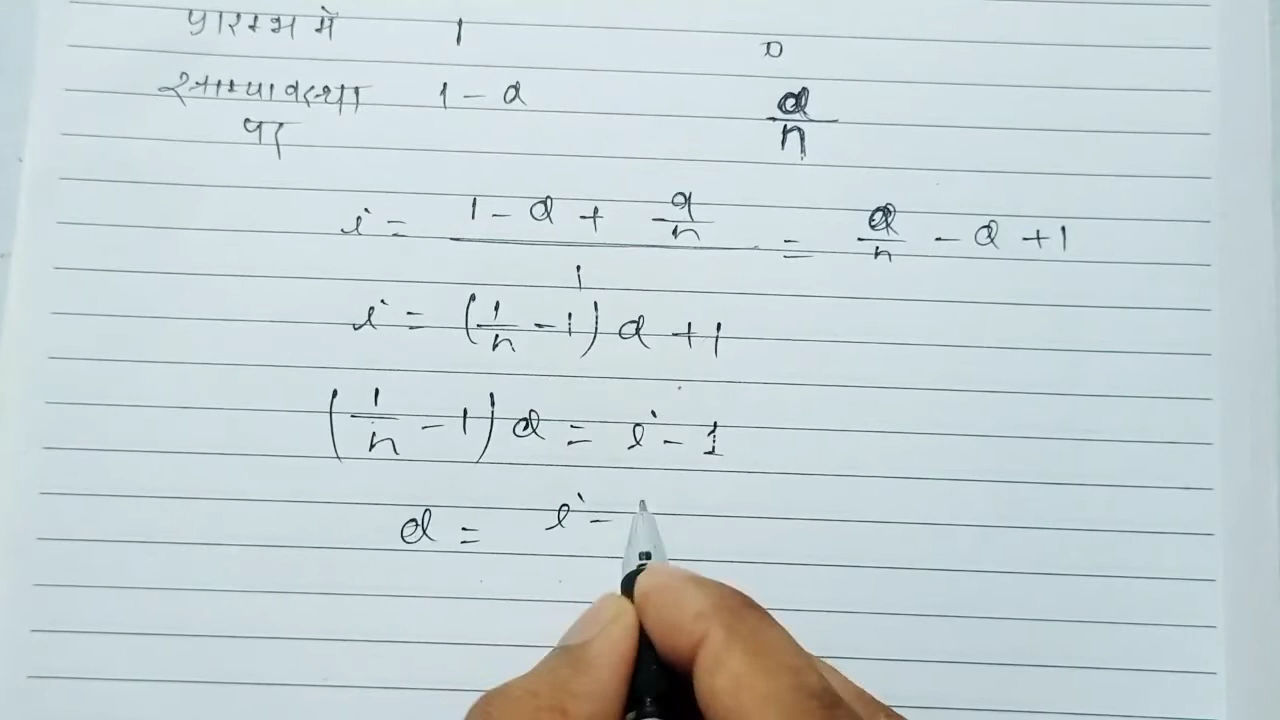 प्रारम्भ में 1 0
साम्यावस्था 1 - α α/n
पर
i = (1 - α + α/n)/1 = α/n - α + 1
i = (1/n - 1) α + 1
(1/n - 1) α = i - 1
α = i -